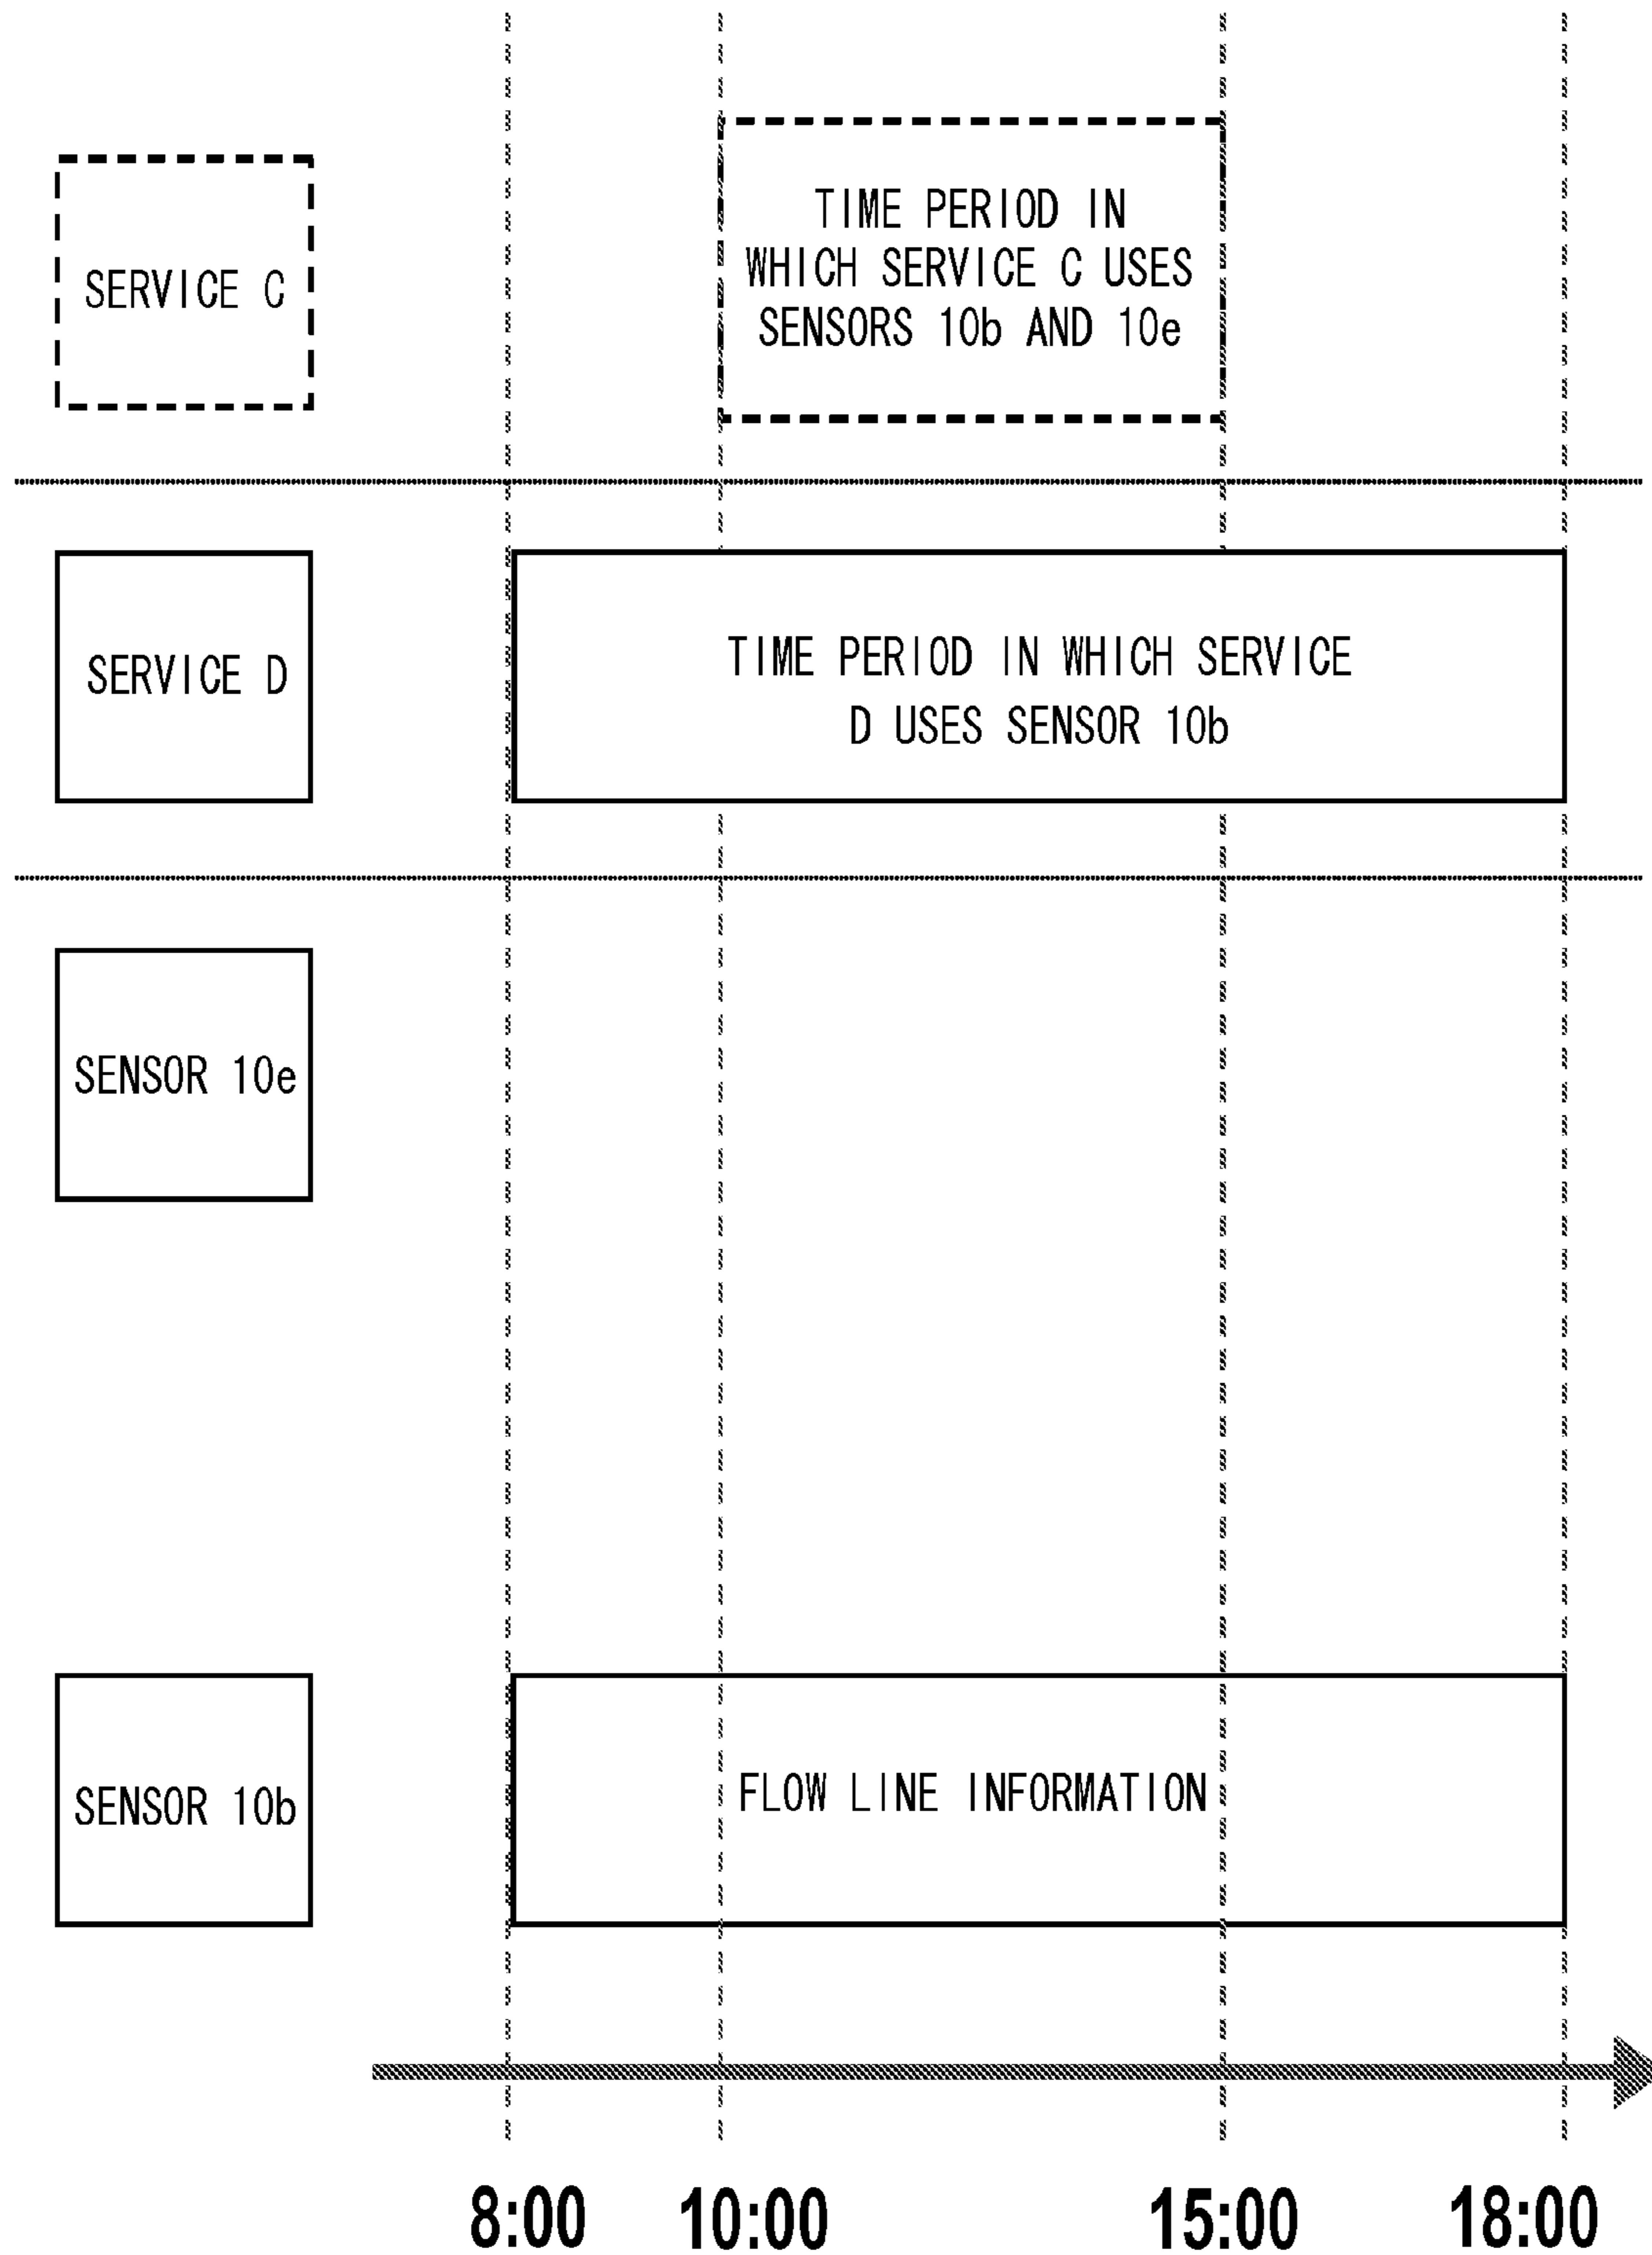 SERVICE C
TIME PERIOD IN
WHICH SERVICE C USES
SENSORS 10b AND 10e
SERVICE D
TIME PERIOD IN WHICH SERVICE
D USES SENSOR 10b
SENSOR 10e
SENSOR 10b
FLOW LINE INFORMATION
8:00 10:00 15:00 18:00